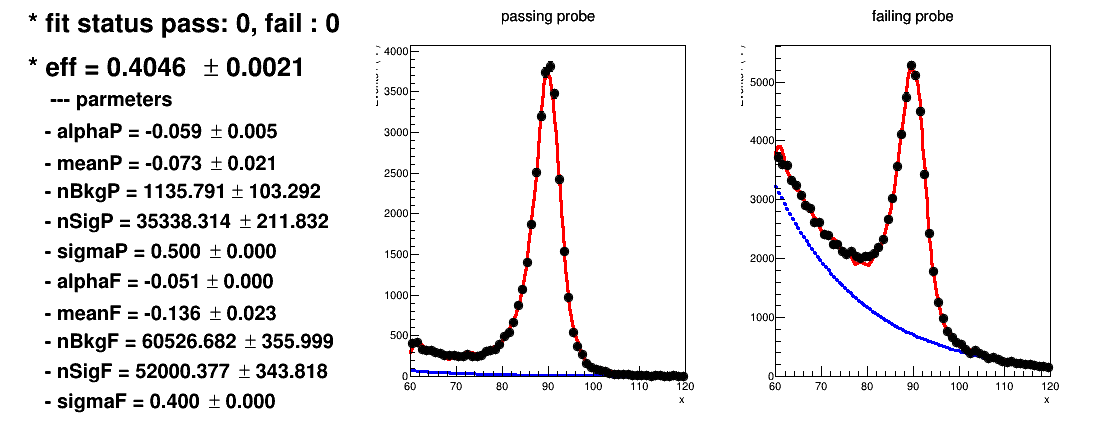 * fit status pass: 0, fail : 0
* eff = 0.4046 ± 0.0021
--- parmeters
- alphaP = -0.059 ± 0.005
- meanP = -0.073 ± 0.021
- nBkgP = 1135.791 ± 103.292
- nSigP = 35338.314 ± 211.832
- sigmaP = 0.500 ± 0.000
- alphaF = -0.051 ± 0.000
- meanF = -0.136 ± 0.023
- nBkgF = 60526.682 ± 355.999
- nSigF = 52000.377 ± 343.818
- sigmaF = 0.400 ± 0.000
passing probe
4000
3500
3000
2500
2000
1500
1000
500
0
60 70 80 90 100 110 120
x
failing probe
5000
4000
3000
2000
1000
0
60 70 80 90 100 110 120
x